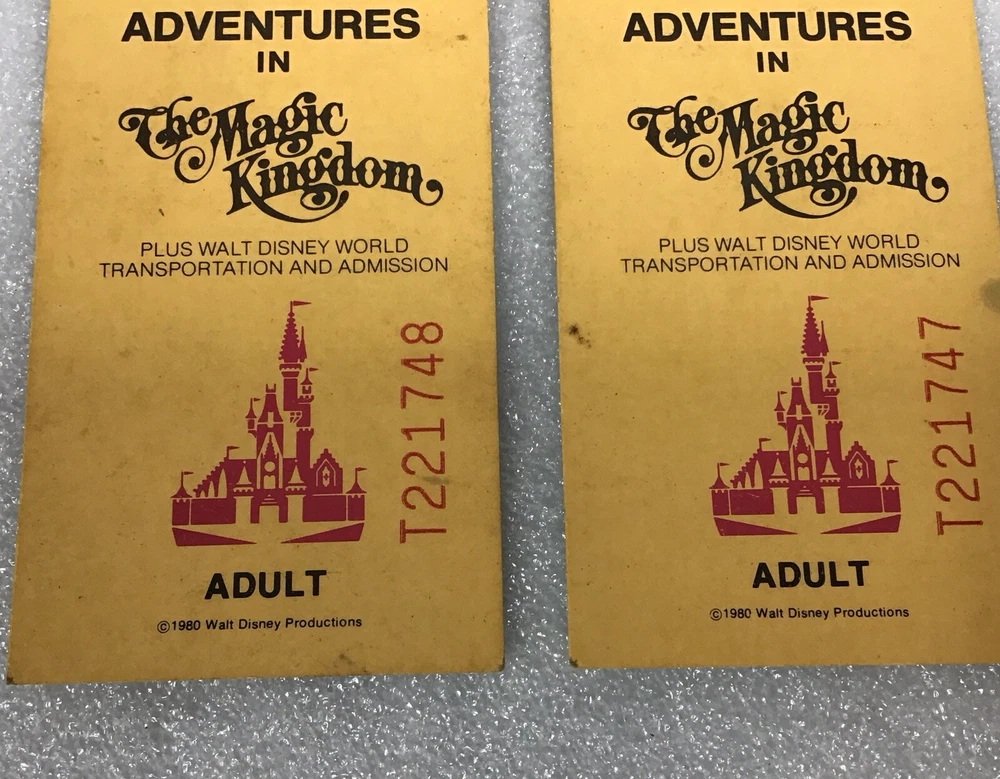 ADVENTURES
IN
The Magic
Kingdom
PLUS WALT DISNEY WORLD
TRANSPORTATION AND ADMISSION
T221748
ADULT
©1980 Walt Disney Productions
ADVENTURES
IN
The Magic
Kingdom
PLUS WALT DISNEY WORLD
TRANSPORTATION AND ADMISSION
T221747
ADULT
©1980 Walt Disney Productions